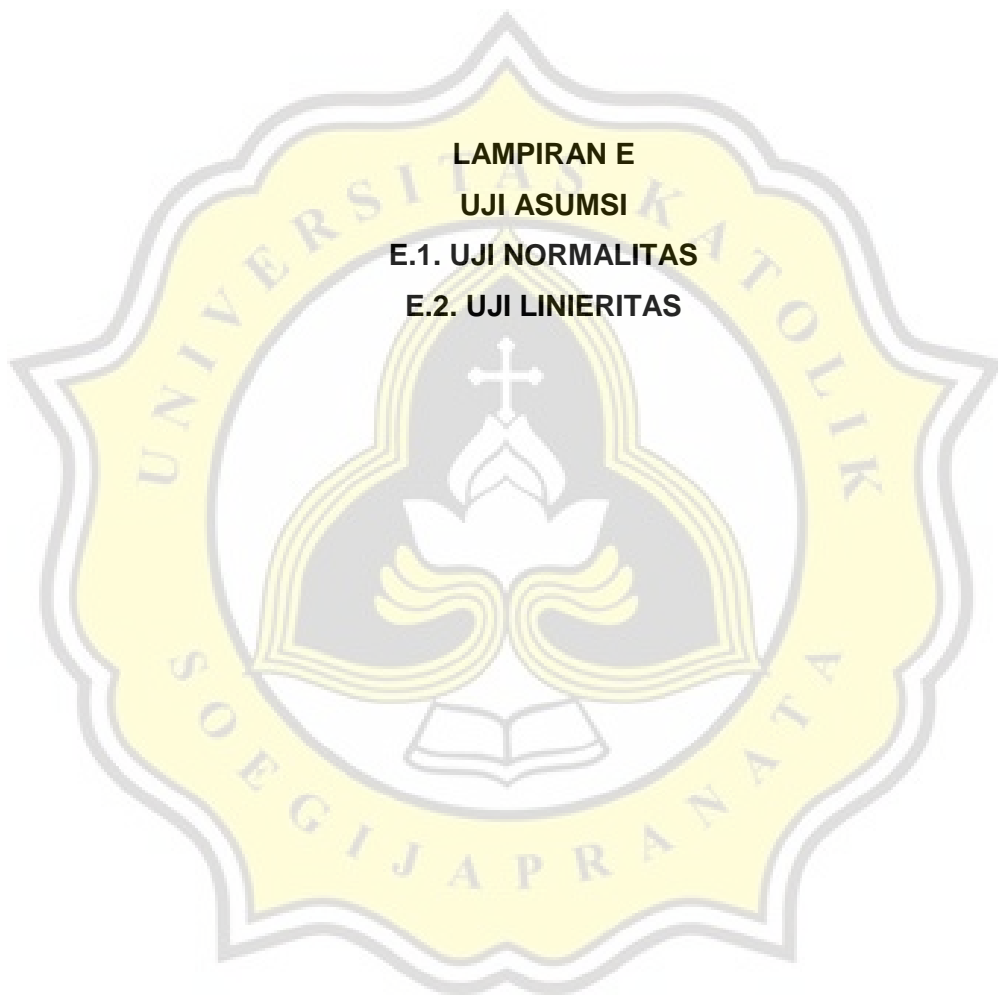 LAMPIRAN E
UJI ASUMSI
E.1. UJI NORMALITAS
E.2. UJI LINIERITAS
UNIVERSITAS KATOLIK
SOEGIJAPRANATA